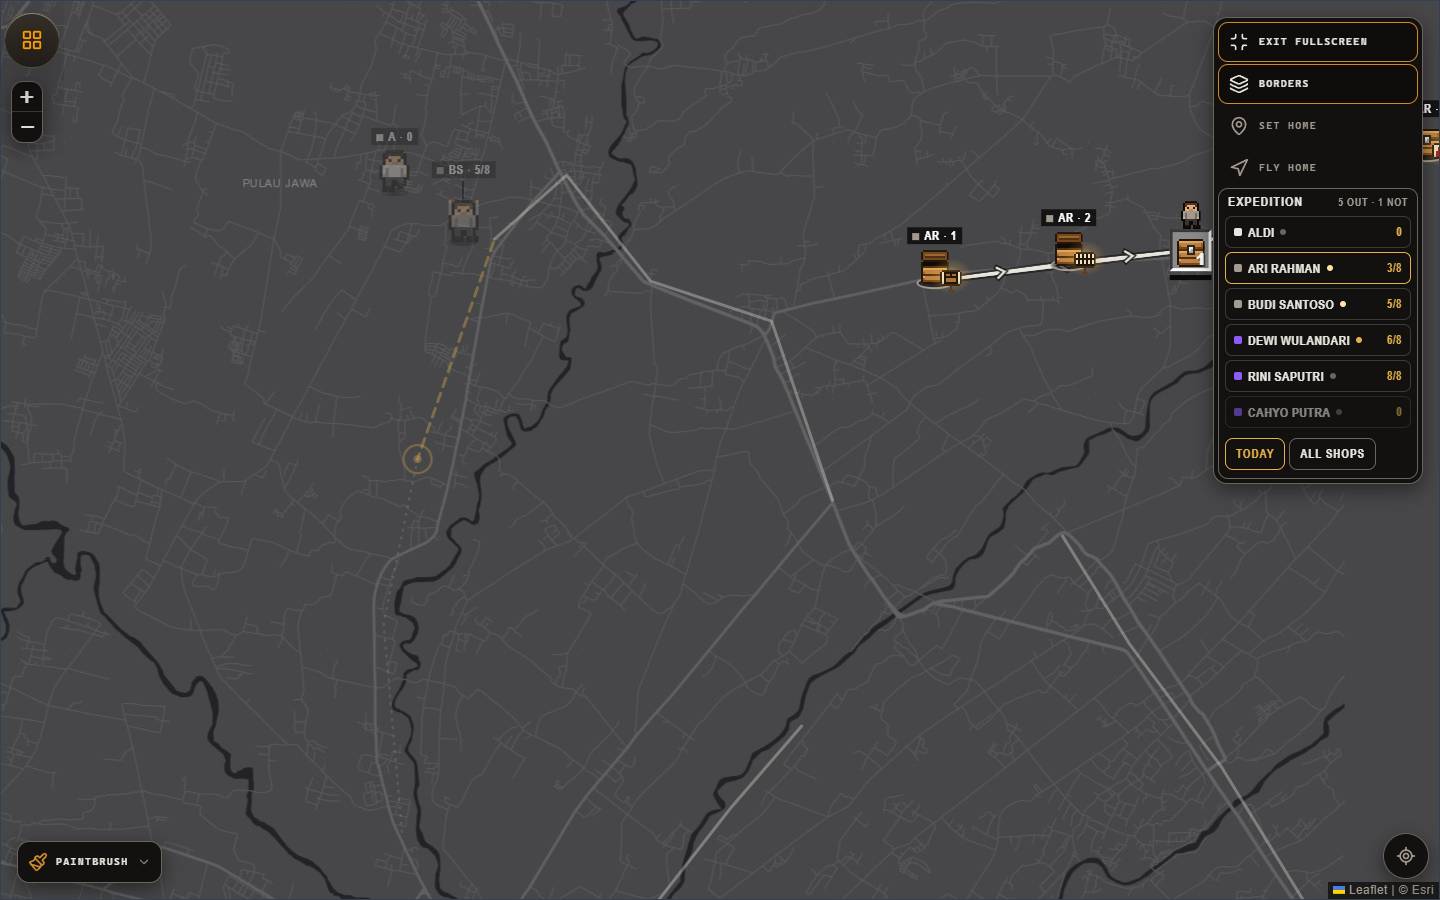 EXIT FULLSCREEN
BORDERS
SET HOME
FLY HOME
EXPEDITION 5 OUT · 1 NOT
ALDI 0
ARI RAHMAN 3/8
BUDI SANTOSO 5/8
DEWI WULANDARI 6/8
RINI SAPUTRI 8/8
CAHYO PUTRA 0
TODAY ALL SHOPS
A · 0
BS · 5/8
PULAU JAWA
AR · 1
AR · 2
1
PAINTBRUSH
Leaflet | © Esri